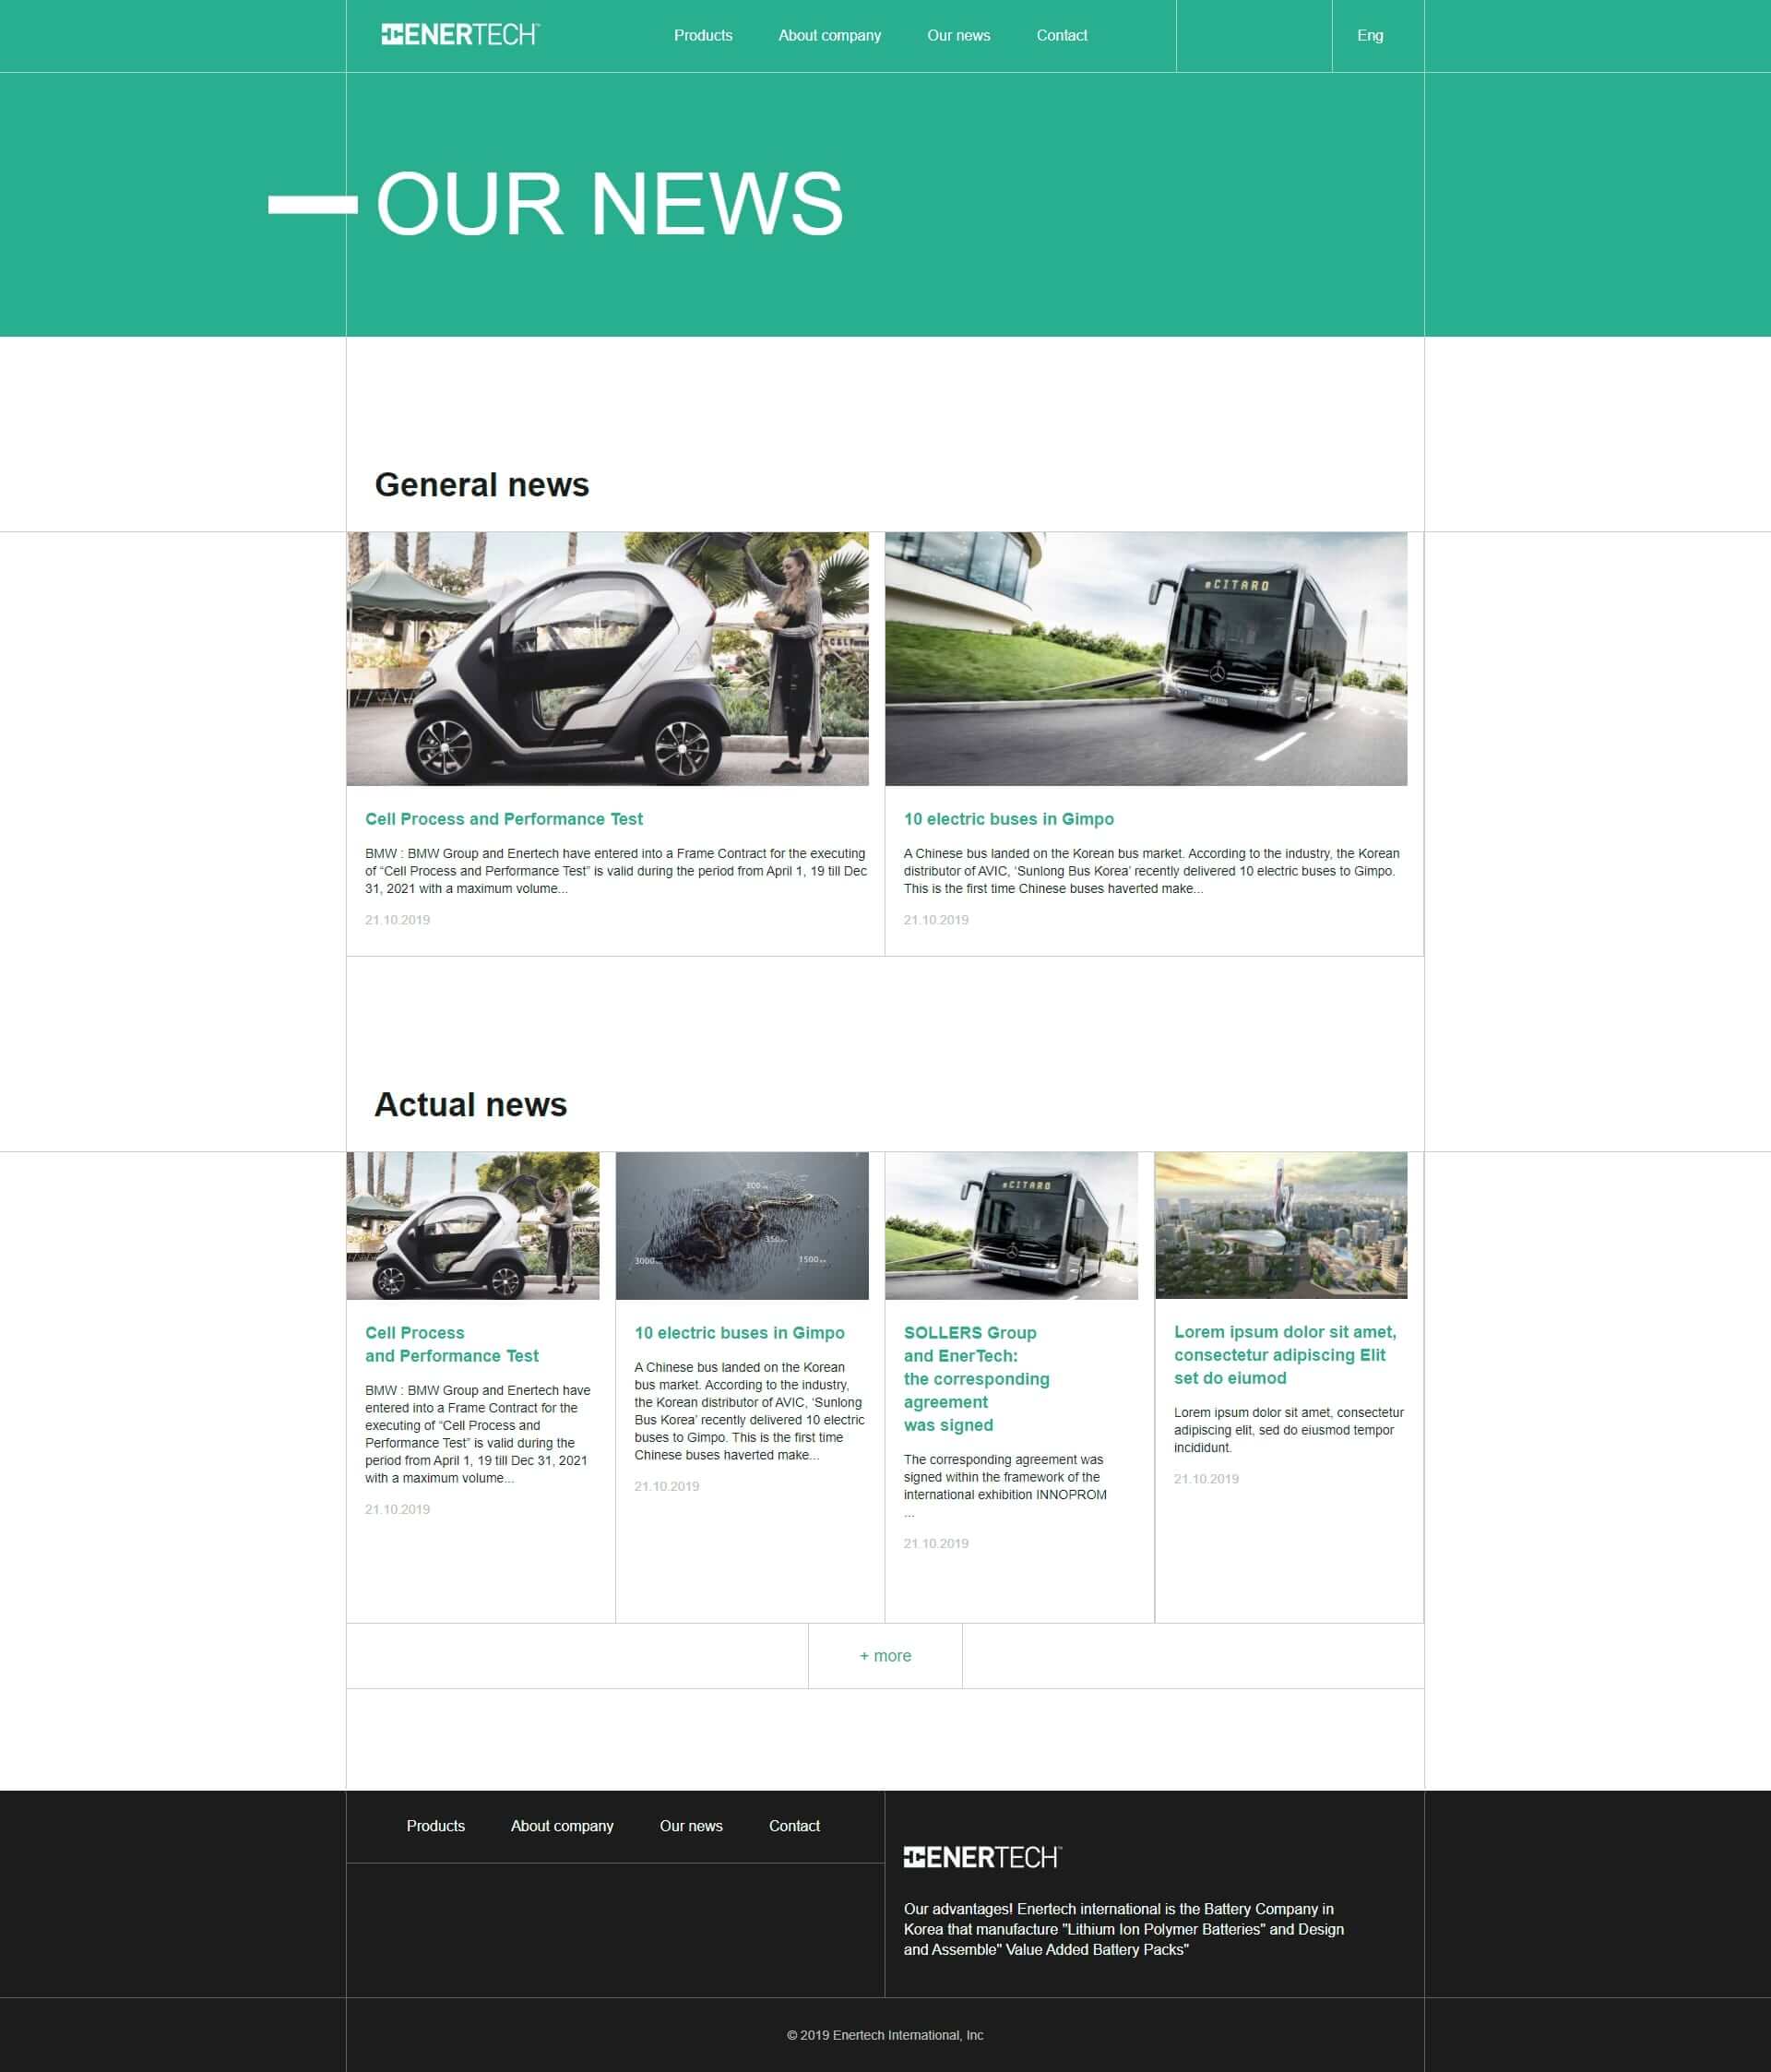 ENERTECH
Products
About company
Our news
Contact
Eng
OUR NEWS
General news
eCITARO
Cell Process and Performance Test
BMW : BMW Group and Enertech have entered into a Frame Contract for the executing
of “Cell Process and Performance Test” is valid during the period from April 1, 19 till Dec
31, 2021 with a maximum volume...
21.10.2019
10 electric buses in Gimpo
A Chinese bus landed on the Korean bus market. According to the industry, the Korean
distributor of AVIC, ‘Sunlong Bus Korea’ recently delivered 10 electric buses to Gimpo.
This is the first time Chinese buses haverted make...
21.10.2019
Actual news
800
350
3000
1500
eCITARO
Cell Process
and Performance Test
BMW : BMW Group and Enertech have
entered into a Frame Contract for the
executing of “Cell Process and
Performance Test” is valid during the
period from April 1, 19 till Dec 31, 2021
with a maximum volume...
21.10.2019
10 electric buses in Gimpo
A Chinese bus landed on the Korean
bus market. According to the industry,
the Korean distributor of AVIC, ‘Sunlong
Bus Korea’ recently delivered 10 electric
buses to Gimpo. This is the first time
Chinese buses haverted make...
21.10.2019
SOLLERS Group
and EnerTech:
the corresponding
agreement
was signed
The corresponding agreement was
signed within the framework of the
international exhibition INNOPROM
...
21.10.2019
Lorem ipsum dolor sit amet,
consectetur adipiscing Elit
set do eiumod
Lorem ipsum dolor sit amet, consectetur
adipiscing elit, sed do eiusmod tempor
incididunt.
21.10.2019
+ more
Products
About company
Our news
Contact
ENERTECH
Our advantages! Enertech international is the Battery Company in
Korea that manufacture "Lithium Ion Polymer Batteries" and Design
and Assemble" Value Added Battery Packs"
© 2019 Enertech International, Inc